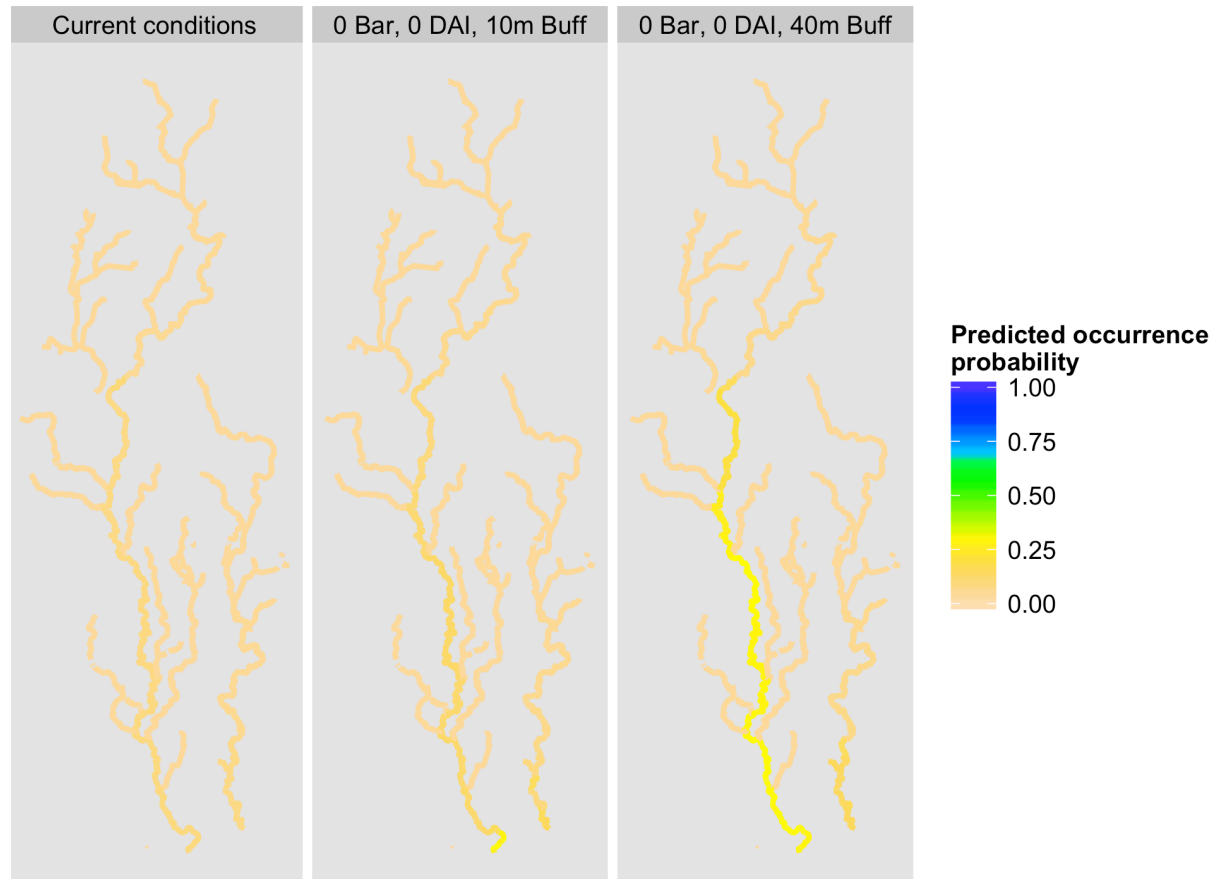 Current conditions
0 Bar, 0 DAI, 10m Buff
0 Bar, 0 DAI, 40m Buff
Predicted occurrence
probability
1.00
0.75
0.50
0.25
0.00